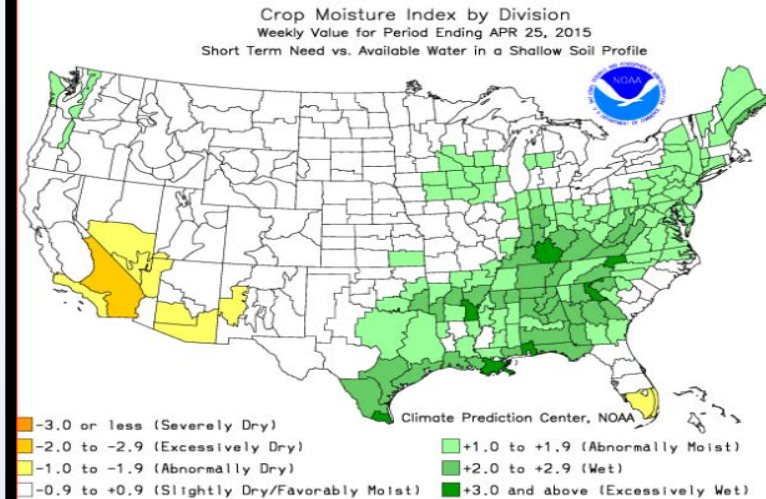 Crop Moisture Index by Division
Weekly Value for Period Ending APR 25, 2015
Short Term Need vs. Available Water in a Shallow Soil Profile
NOAA
Climate Prediction Center, NOAA
-3.0 or less (Severely Dry)
-2.0 to -2.9 (Excessively Dry)
-1.0 to -1.9 (Abnormally Dry)
-0.9 to +0.9 (Slightly Dry/Favorably Moist)
+1.0 to +1.9 (Abnormally Moist)
+2.0 to +2.9 (Wet)
+3.0 and above (Excessively Wet)